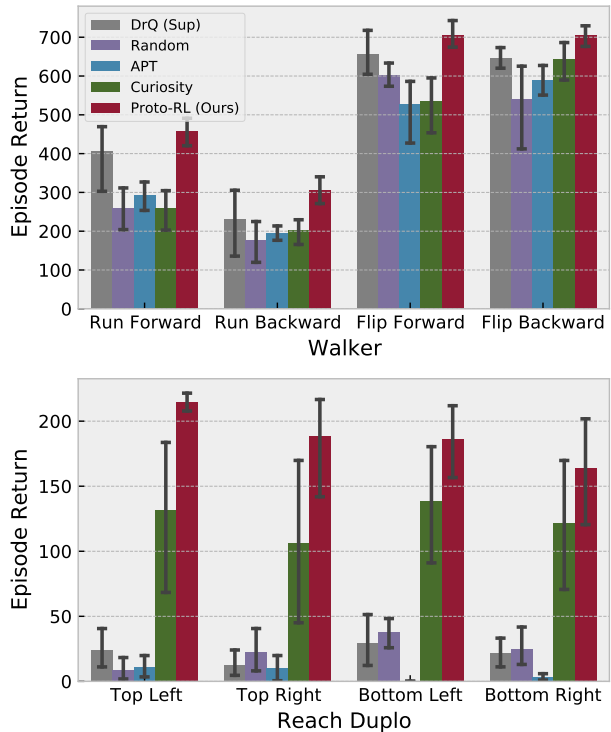 700
600
500
400
300
200
100
0
Episode Return
DrQ (Sup)
Random
APT
Curiosity
Proto-RL (Ours)
Run Forward Run Backward Flip Forward Flip Backward
Walker
200
150
100
50
0
Episode Return
Top Left Top Right Bottom Left Bottom Right
Reach Duplo